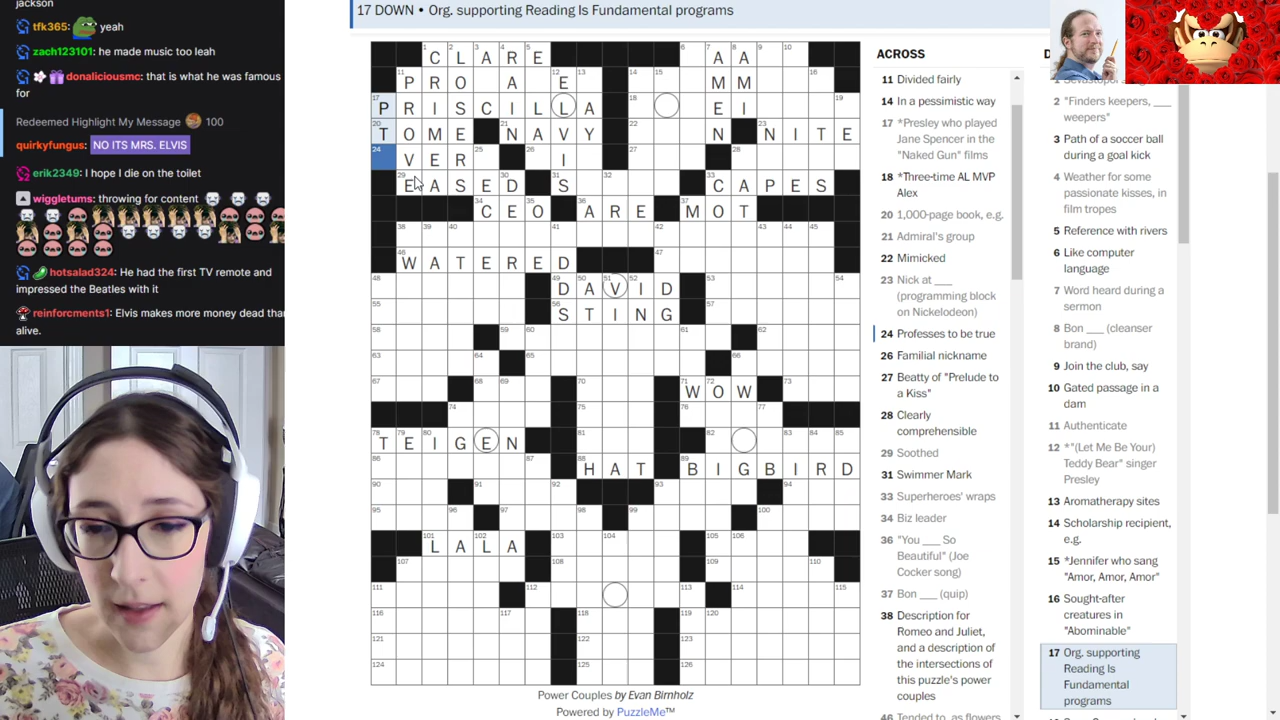 jackson
tfk365: yeah
zach123101: he made music too leah
donaliciousmc: that is what he was famous
for
Redeemed Highlight My Message 100
quirkyfungus: NO ITS MRS. ELVIS
erik2349: I hope I die on the toilet
wiggletums: throwing for content
hotsalad324: He had the first TV remote and
impressed the Beatles with it
reinforcments1: Elvis makes more money dead than
alive.
17 DOWN • Org. supporting Reading Is Fundamental programs
CLARE AA
PROAE MM
PRISCILLA EI
TOME NAVY N NITE
VER I
EASED S CAPES
CEO ARE MOT
WATERED
DAVID
STING
WOW
TEIGEN
HAT BIGBIRD
LALA
Power Couples by Evan Birnholz
Powered by PuzzleMe™
ACROSS
11 Divided fairly
14 In a pessimistic way
17 *Presley who played
Jane Spencer in the
"Naked Gun" films
18 *Three-time AL MVP
Alex
20 1,000-page book, e.g.
21 Admiral's group
22 Mimicked
23 Nick at ___
(programming block
on Nickelodeon)
24 Professes to be true
26 Familial nickname
27 Beatty of "Prelude to
a Kiss"
28 Clearly
comprehensible
29 Soothed
31 Swimmer Mark
33 Superheroes' wraps
34 Biz leader
36 "You ___ So
Beautiful" (Joe
Cocker song)
37 Bon ___ (quip)
38 Description for
Romeo and Juliet,
and a description of
the intersections of
this puzzle's power
couples
46 Tended to, as flowers
D
2 "Finders keepers, ___
weepers"
3 Path of a soccer ball
during a goal kick
4 Weather for some
passionate kisses, in
film tropes
5 Reference with rivers
6 Like computer
language
7 Word heard during a
sermon
8 Bon ___ (cleanser
brand)
9 Join the club, say
10 Gated passage in a
dam
11 Authenticate
12 *"(Let Me Be Your)
Teddy Bear" singer
Presley
13 Aromatherapy sites
14 Scholarship recipient,
e.g.
15 *Jennifer who sang
"Amor, Amor, Amor"
16 Sought-after
creatures in
"Abominable"
17 Org. supporting
Reading Is
Fundamental
programs